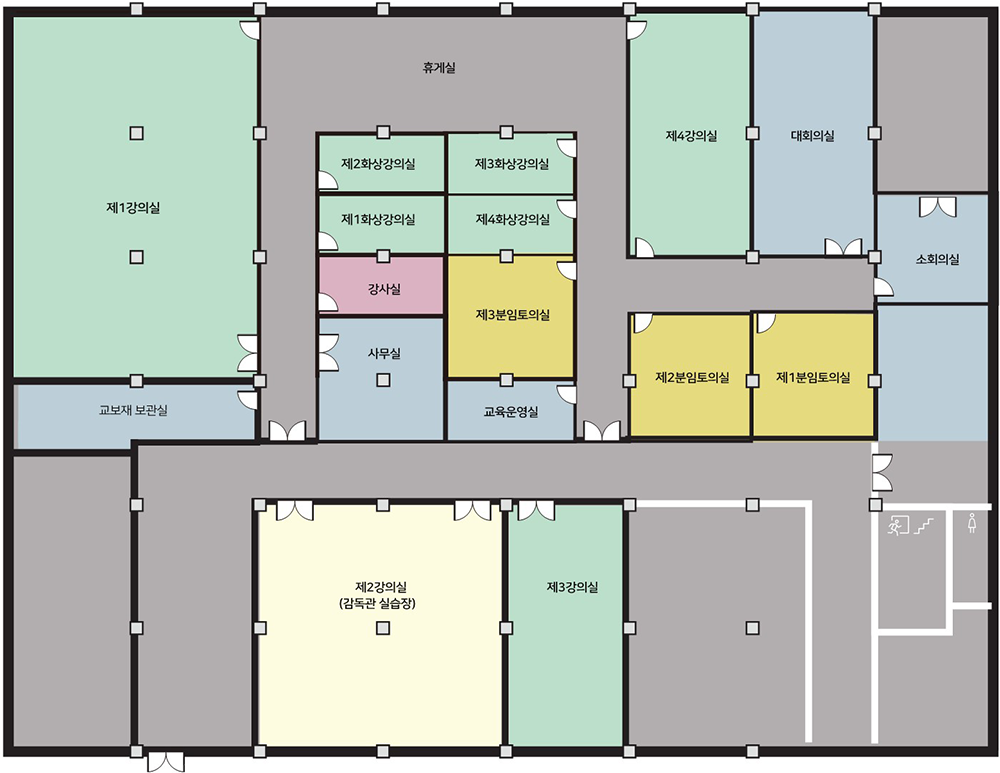 휴게실
제4강의실
대회의실
제2화상강의실
제3화상강의실
제1강의실
제1화상강의실
제4화상강의실
소회의실
강사실
제3분임토의실
사무실
제2분임토의실
제1분임토의실
교보재 보관실
교육운영실
제2강의실
(감독관 실습장)
제3강의실